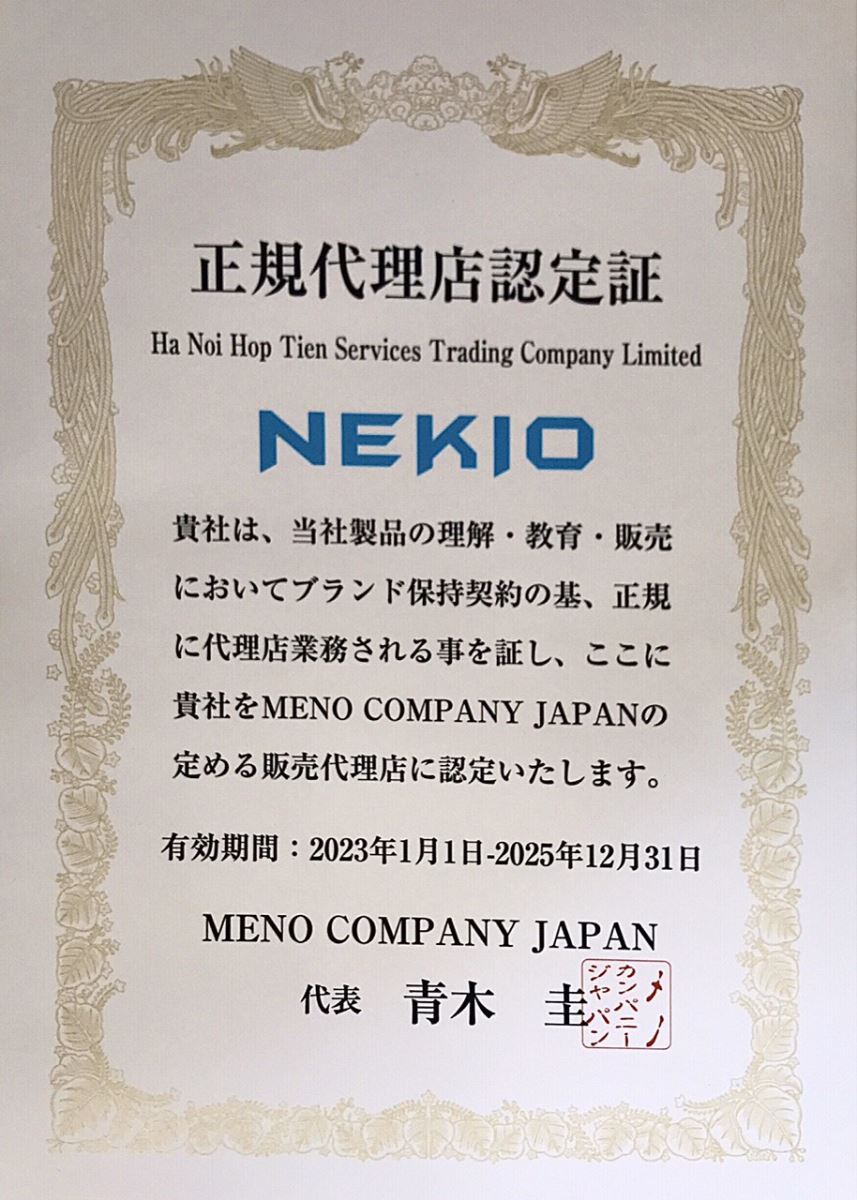 正規代理店認定証
Ha Noi Hop Tien Services Trading Company Limited
NEKIO
貴社は、当社製品の理解・教育・販売
においてブランド保持契約の基、正規
に代理店業務される事を証し、ここに
貴社をMENO COMPANY JAPANの
定める販売代理店に認定いたします。
有効期間：2023年1月1日-2025年12月31日
MENO COMPANY JAPAN
代表 青木 圭
メノ
カンパニー
ジャパン